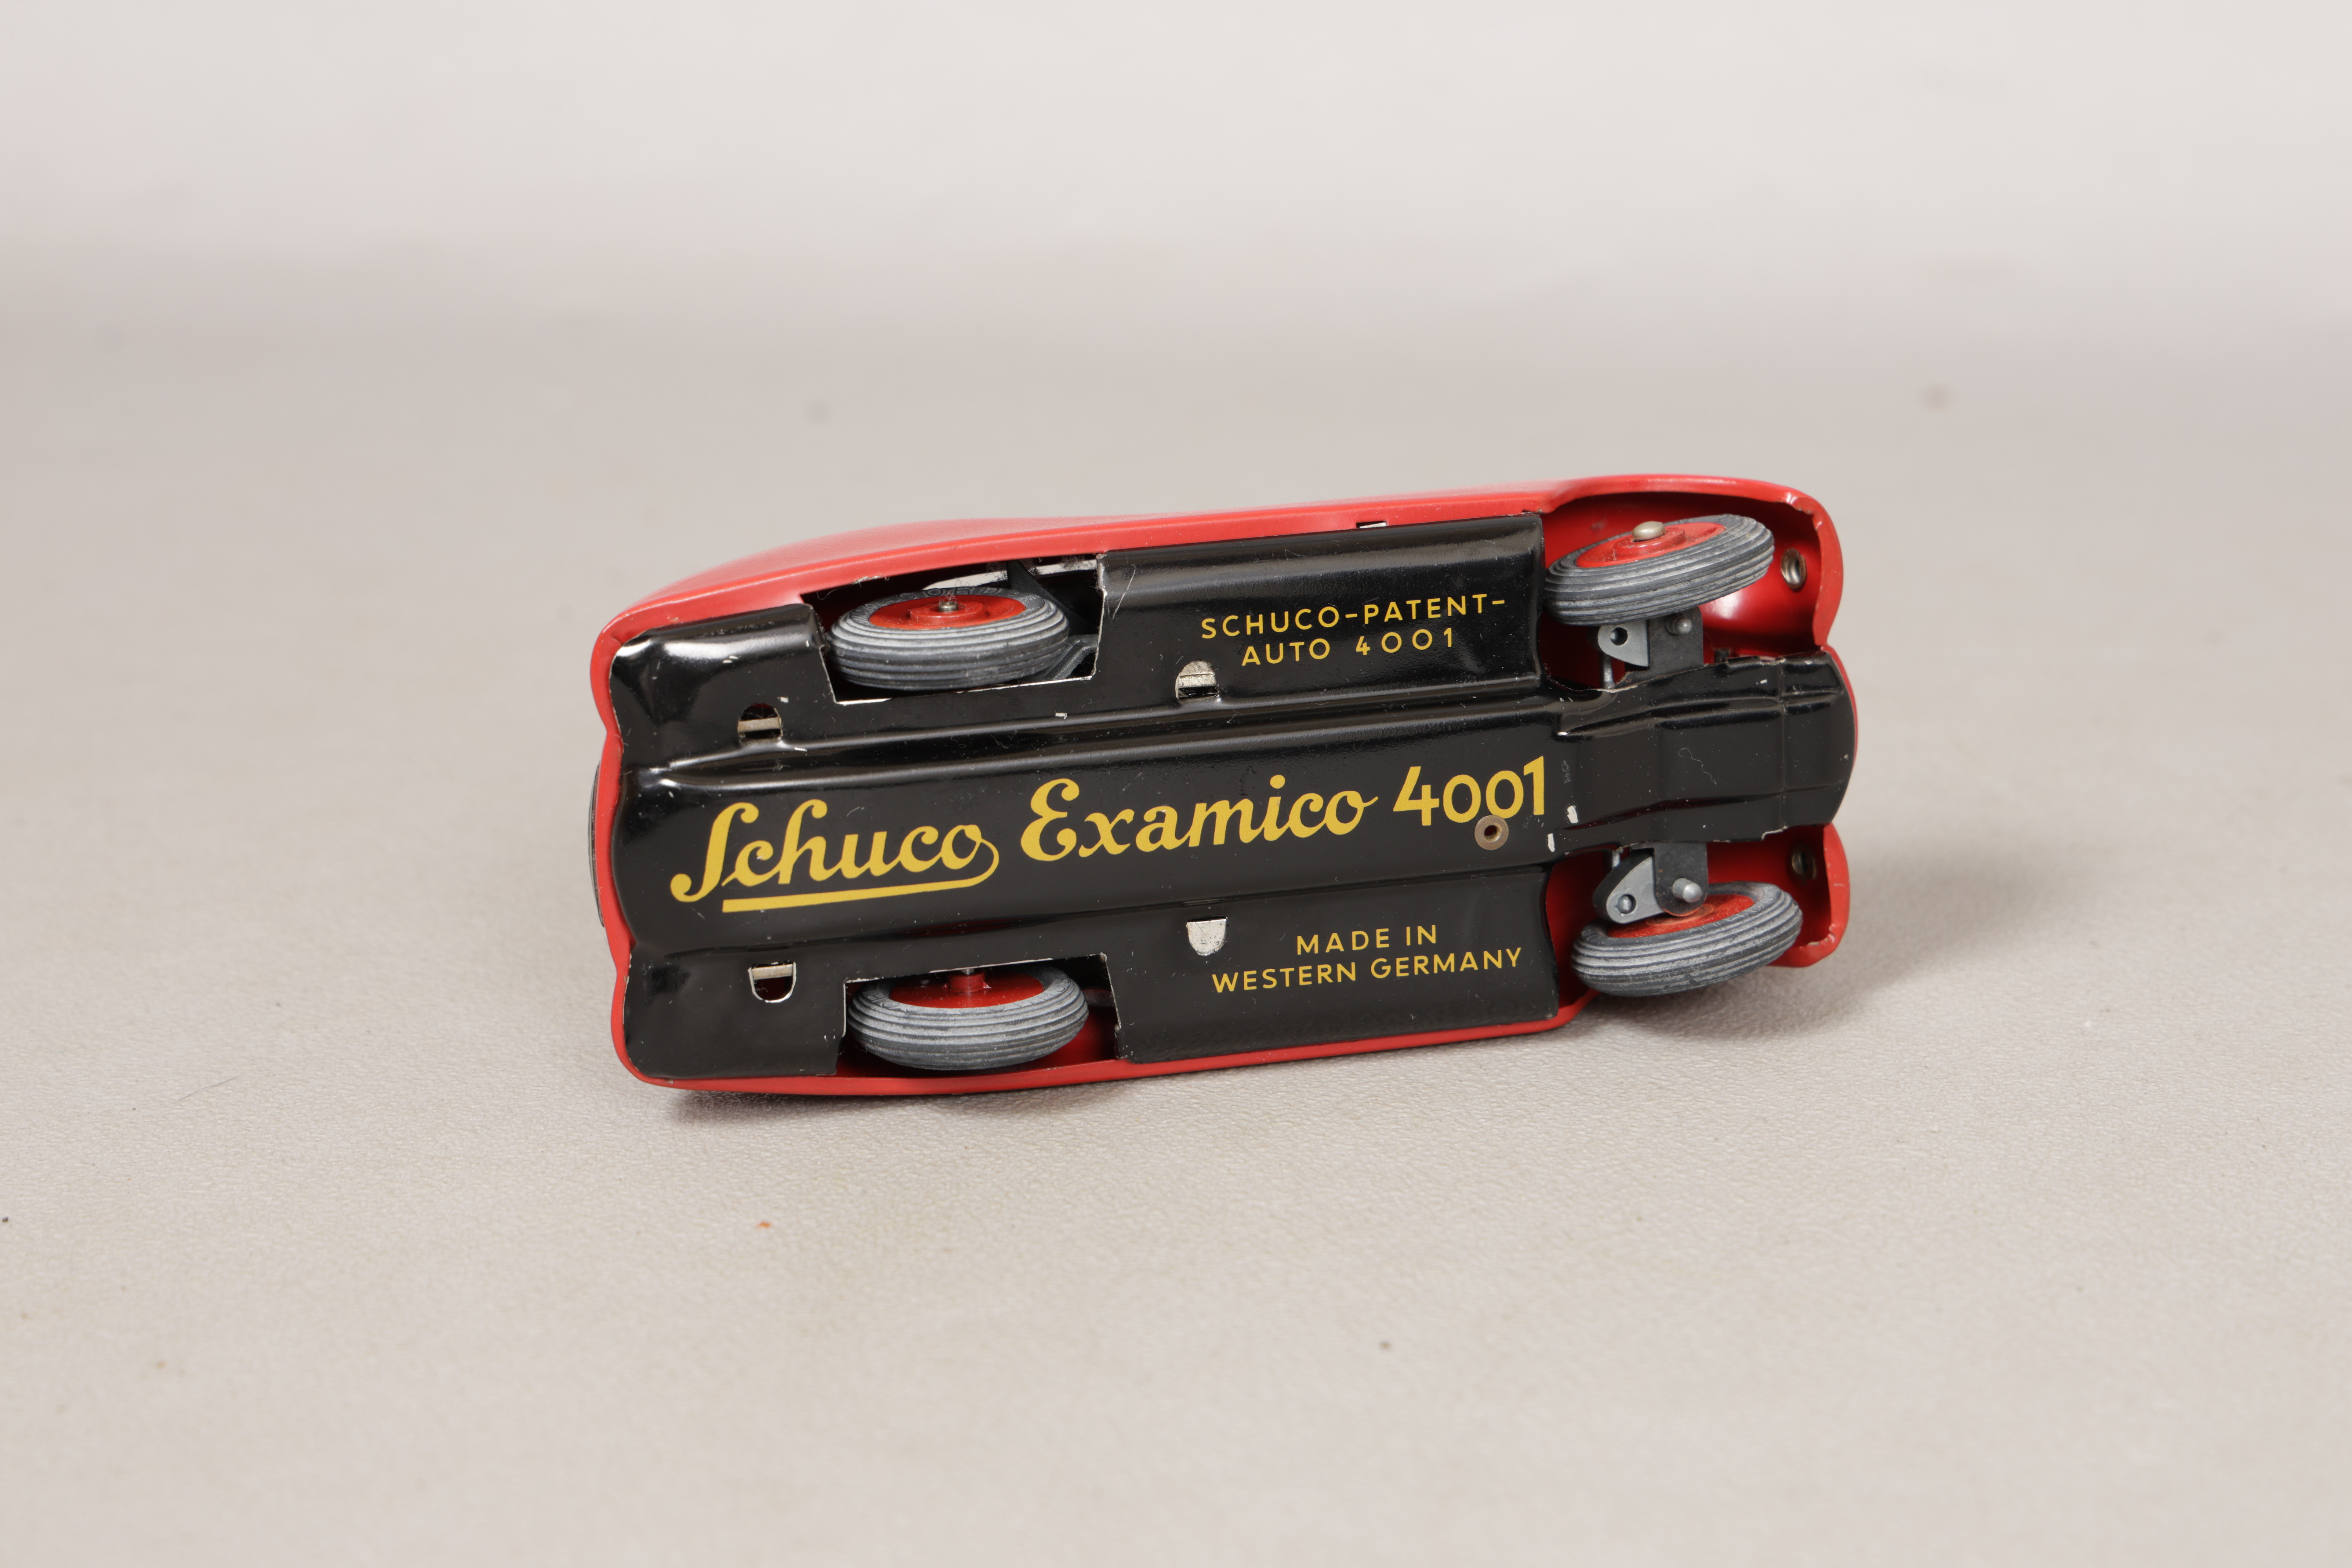 SCHUCO-PATENT-
AUTO 4001
Schuco Examico 4001
MADE IN
WESTERN GERMANY